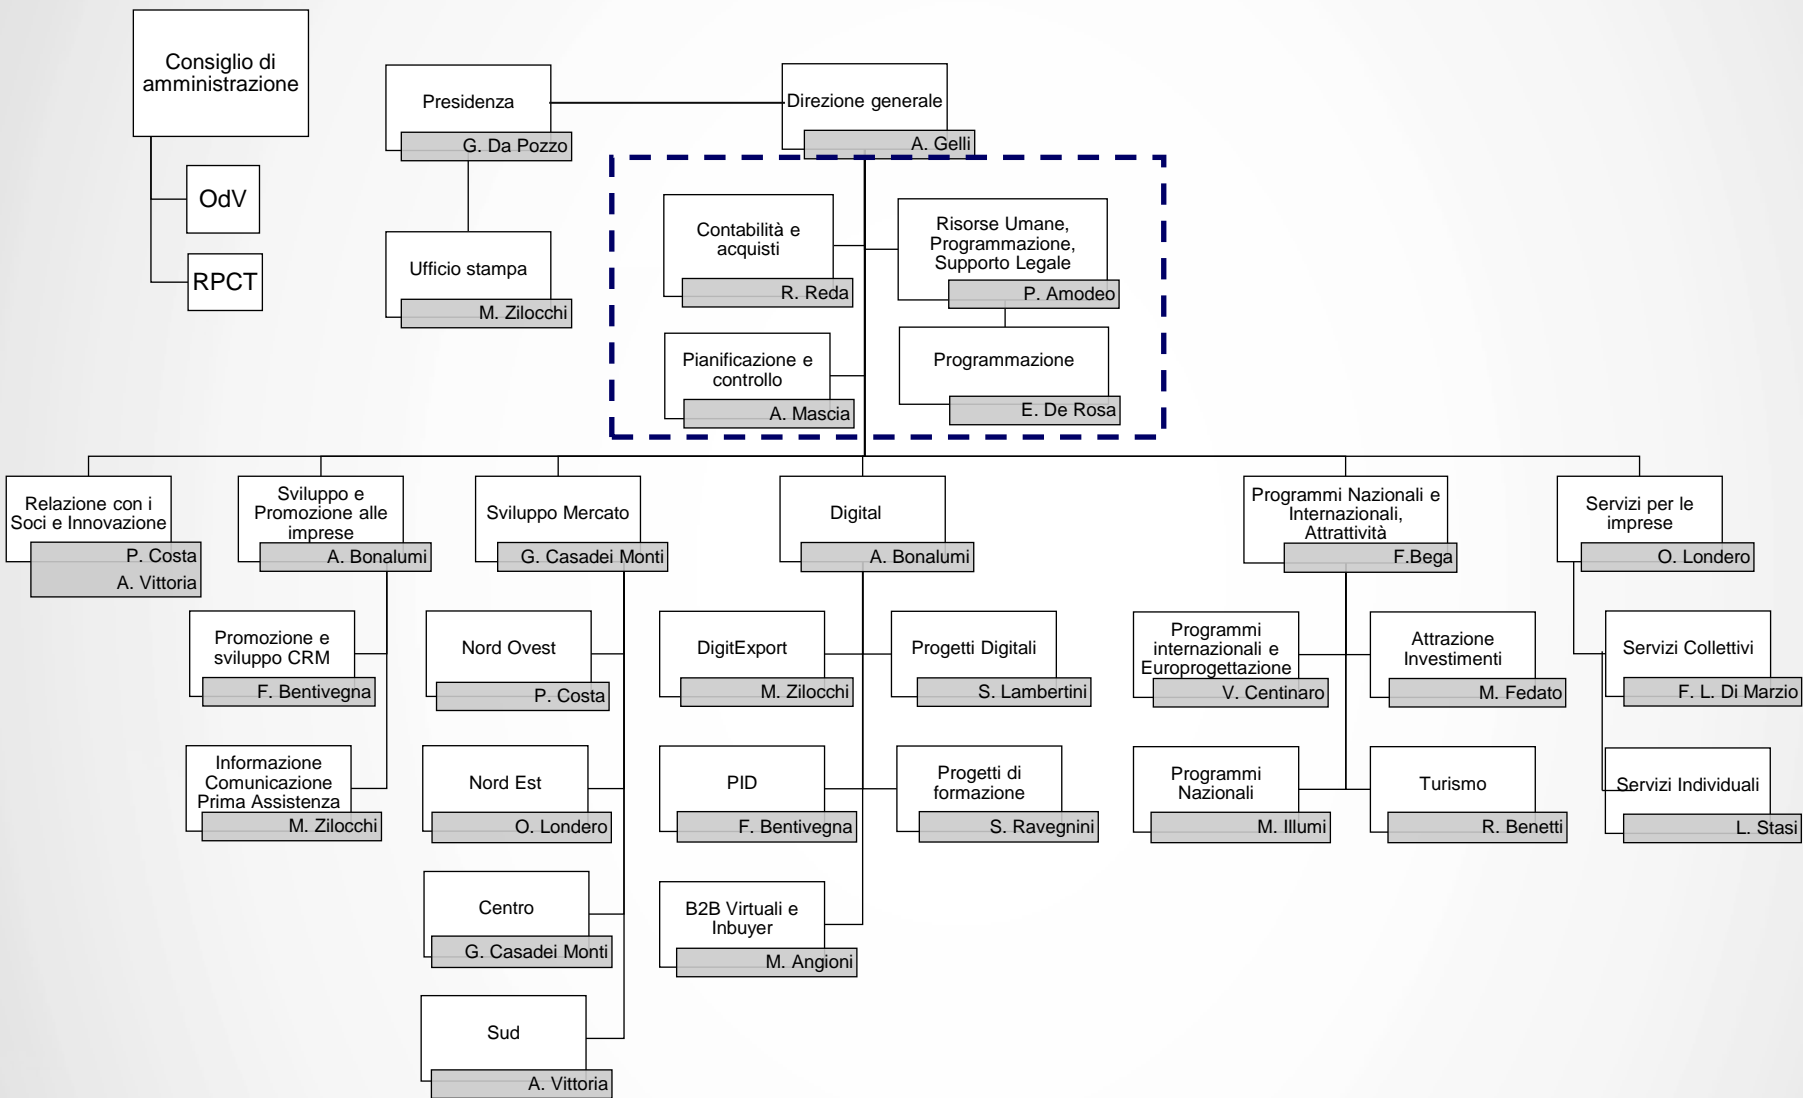 Consiglio di
amministrazione
OdV
RPCT
Presidenza
G. Da Pozzo
Ufficio stampa
M. Zilocchi
Direzione generale
A. Gelli
Contabilità e
acquisti
R. Reda
Risorse Umane,
Programmazione,
Supporto Legale
P. Amodeo
Pianificazione e
controllo
A. Mascia
Programmazione
E. De Rosa
Relazione con i
Soci e Innovazione
P. Costa
A. Vittoria
Sviluppo e
Promozione alle
imprese
A. Bonalumi
Promozione e
sviluppo CRM
F. Bentivegna
Informazione
Comunicazione
Prima Assistenza
M. Zilocchi
Sviluppo Mercato
G. Casadei Monti
Nord Ovest
P. Costa
Nord Est
O. Londero
Centro
G. Casadei Monti
Sud
A. Vittoria
Digital
A. Bonalumi
DigitExport
M. Zilocchi
Progetti Digitali
S. Lambertini
PID
F. Bentivegna
Progetti di
formazione
S. Ravegnini
B2B Virtuali e
Inbuyer
M. Angioni
Programmi Nazionali e
Internazionali,
Attrattività
F.Bega
Programmi
internazionali e
Europrogettazione
V. Centinaro
Attrazione
Investimenti
M. Fedato
Programmi
Nazionali
M. Illumi
Turismo
R. Benetti
Servizi per le
imprese
O. Londero
Servizi Collettivi
F. L. Di Marzio
Servizi Individuali
L. Stasi